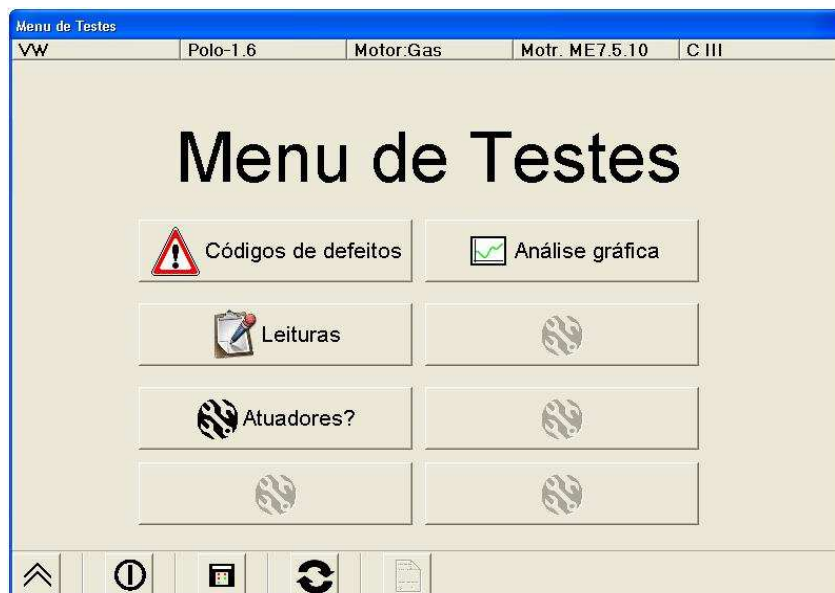 Menu de Testes
VW Polo-1.6 Motor:Gas Motr. ME7.5.10 C III
Menu de Testes
Códigos de defeitos Análise gráfica
Leituras
Atuadores?